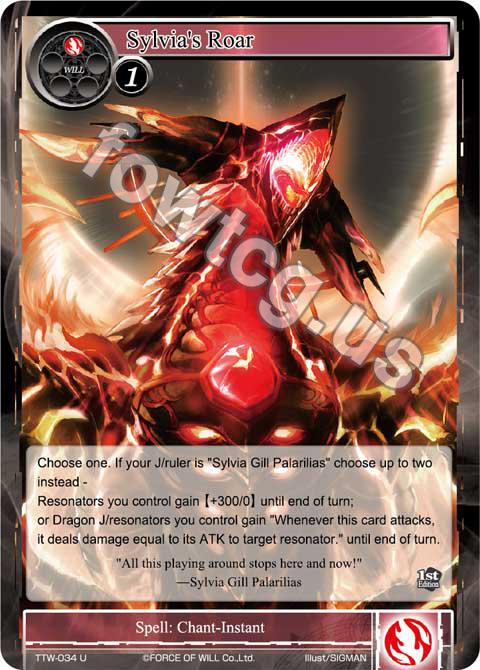 Sylvia's Roar
WILL
1
fowtcg.us
Choose one. If your J/ruler is "Sylvia Gill Palarilias" choose up to two
instead -
Resonators you control gain 【+300/0】 until end of turn;
or Dragon J/resonators you control gain "Whenever this card attacks,
it deals damage equal to its ATK to target resonator." until end of turn.
"All this playing around stops here and now!"
—Sylvia Gill Palarilias
1st
Edition
Spell: Chant-Instant
TTW-034 U ©FORCE OF WILL Co.,Ltd. Illust/SIGMAN